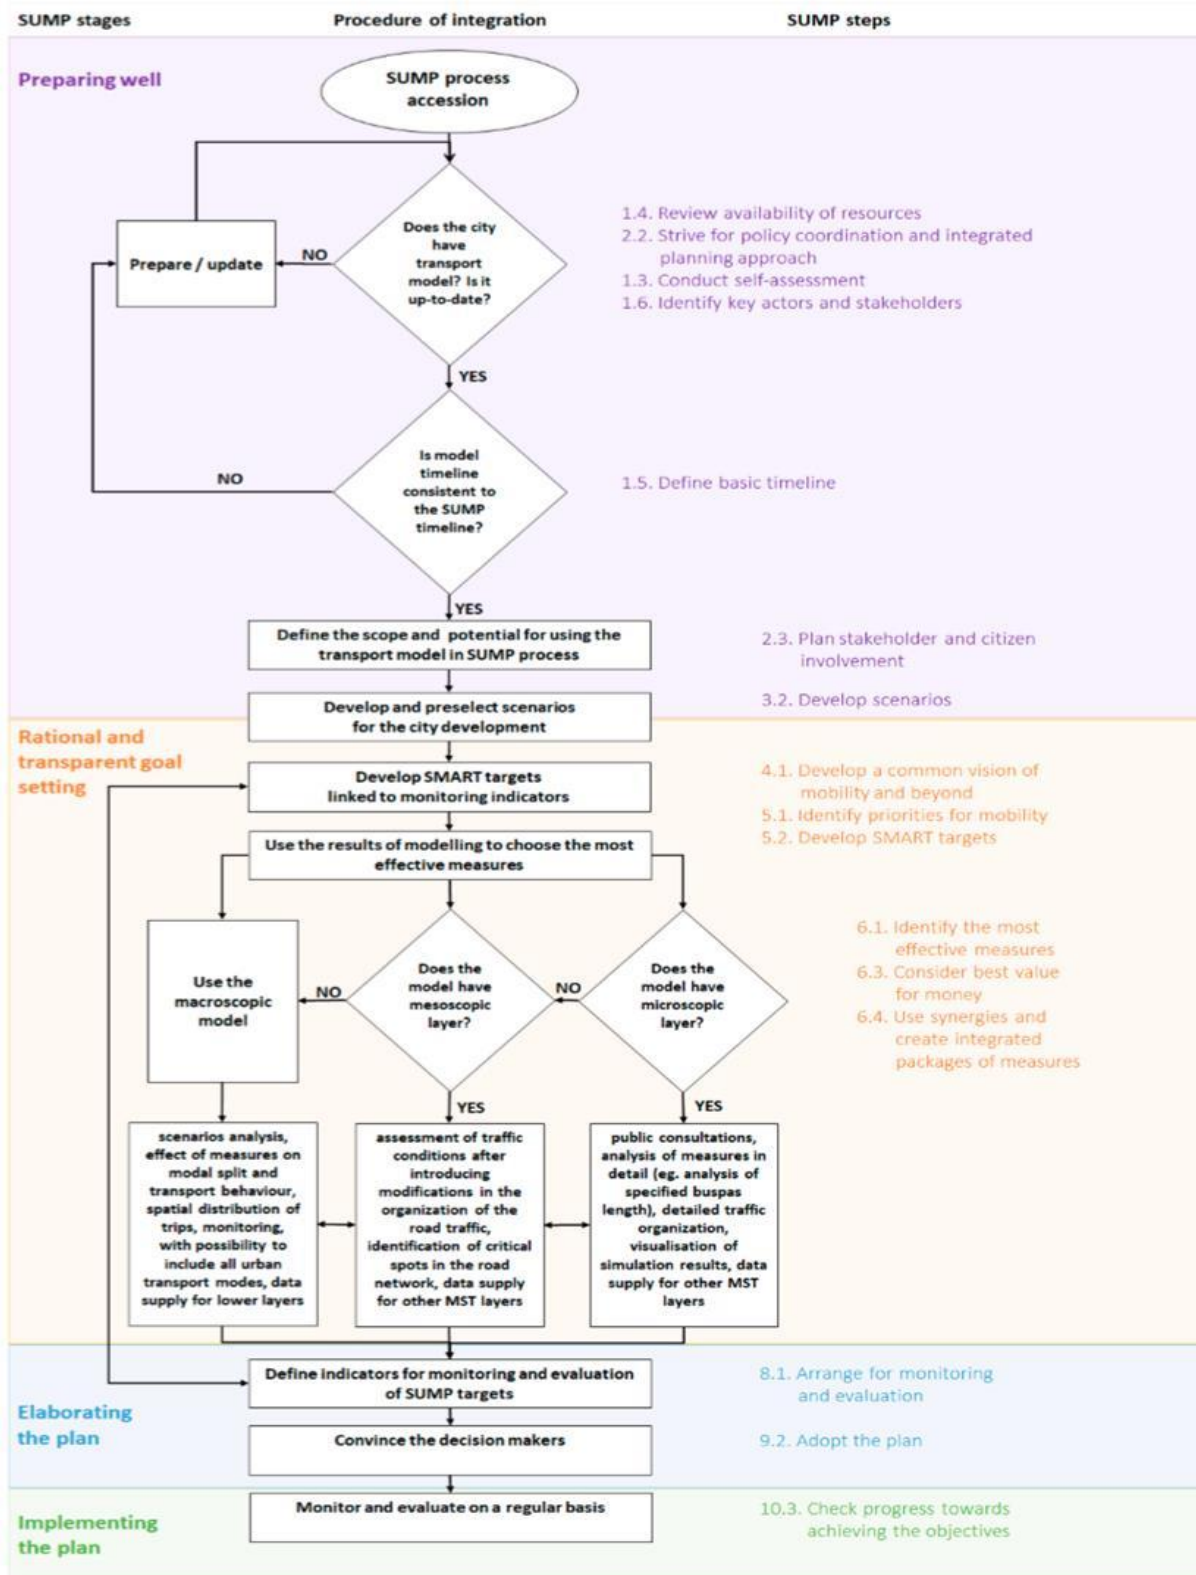 SUMP stages
Procedure of integration
SUMP steps
Preparing well
SUMP process
accession
Does the city
have
transport
model? Is it
up-to-date?
NO
Prepare / update
1.4. Review availability of resources
2.2. Strive for policy coordination and integrated
planning approach
1.3. Conduct self-assessment
1.6. Identify key actors and stakeholders
YES
Is model
timeline
consistent to
the SUMP
timeline?
NO
1.5. Define basic timeline
YES
Define the scope and potential for using the
transport model in SUMP process
2.3. Plan stakeholder and citizen
involvement
Develop and preselect scenarios
for the city development
3.2. Develop scenarios
Rational and
transparent goal
setting
Develop SMART targets
linked to monitoring indicators
4.1. Develop a common vision of
mobility and beyond
5.1. Identify priorities for mobility
5.2. Develop SMART targets
Use the results of modelling to choose the most
effective measures
Use the
macroscopic
model
NO
Does the
model have
mesoscopic
layer?
NO
Does the
model have
microscopic
layer?
6.1. Identify the most
effective measures
6.3. Consider best value
for money
6.4. Use synergies and
create integrated
packages of measures
YES
YES
scenarios analysis,
effect of measures on
modal split and
transport behaviour,
spatial distribution of
trips, monitoring,
with possibility to
include all urban
transport modes, data
supply for lower layers
assessment of traffic
conditions after
introducing
modifications in the
organization of the
road traffic,
identification of critical
spots in the road
network, data supply
for other MST layers
public consultations,
analysis of measures in
detail (eg. analysis of
specified buspas
length), detailed traffic
organization,
visualisation of
simulation results, data
supply for other MST
layers
Define indicators for monitoring and evaluation
of SUMP targets
8.1. Arrange for monitoring
and evaluation
Elaborating
the plan
Convince the decision makers
9.2. Adopt the plan
Implementing
the plan
Monitor and evaluate on a regular basis
10.3. Check progress towards
achieving the objectives